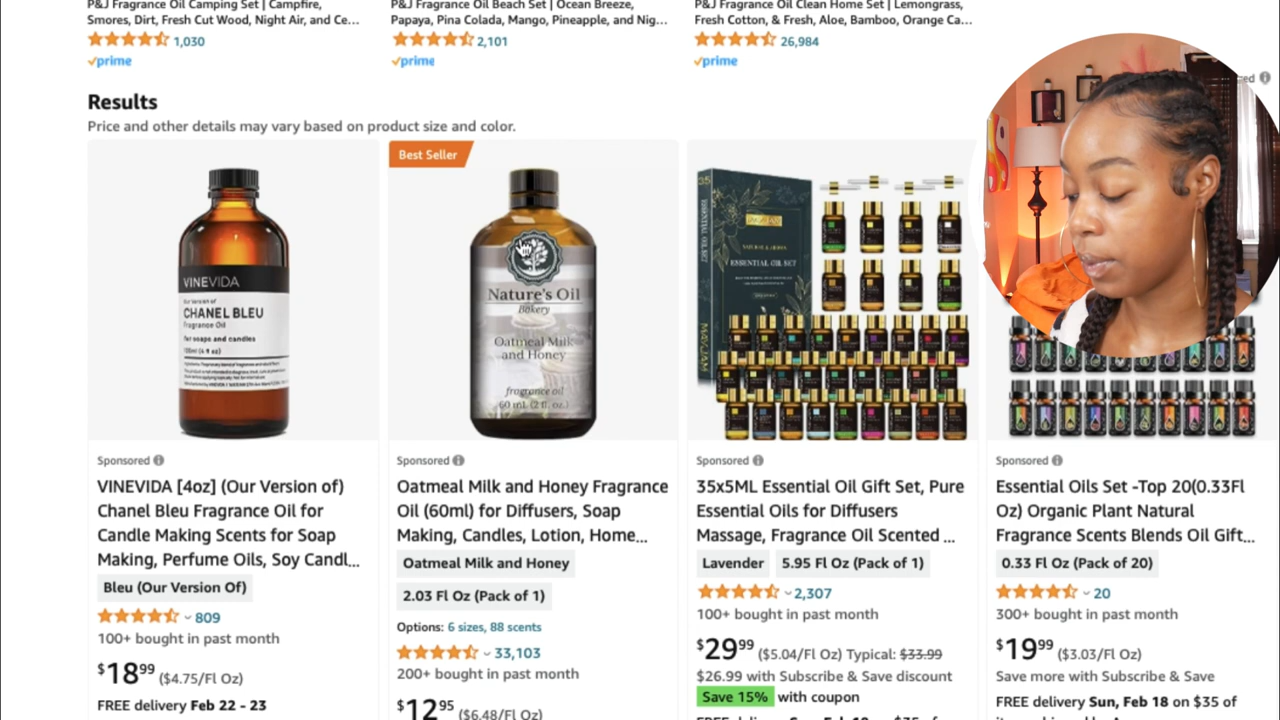 P&J Fragrance Oil Camping Set | Campfire,
Smores, Dirt, Fresh Cut Wood, Night Air, and Ce...
1,030
prime
P&J Fragrance Oil Beach Set | Ocean Breeze,
Papaya, Pina Colada, Mango, Pineapple, and Nig...
2,101
prime
P&J Fragrance Oil Clean Home Set | Lemongrass,
Fresh Cotton, & Fresh, Aloe, Bamboo, Orange Ca...
26,984
prime
Results
Price and other details may vary based on product size and color.
VINEVIDA
Our Version of
CHANEL BLEU
Fragrance Oil
For soaps and candles
Sponsored
VINEVIDA [4oz] (Our Version of)
Chanel Bleu Fragrance Oil for
Candle Making Scents for Soap
Making, Perfume Oils, Soy Candl...
Bleu (Our Version Of)
809
100+ bought in past month
$18 99 ($4.75/Fl Oz)
FREE delivery Feb 22 - 23
Best Seller
Nature's Oil
Bakery
Oatmeal Milk
and Honey
fragrance oil
60 mL (2 fl. oz.)
Sponsored
Oatmeal Milk and Honey Fragrance
Oil (60ml) for Diffusers, Soap
Making, Candles, Lotion, Home...
Oatmeal Milk and Honey
2.03 Fl Oz (Pack of 1)
Options: 6 sizes, 88 scents
33,103
200+ bought in past month
$12 95 ($6.48/Fl Oz)
35
ESSENTIAL OIL SET
ESSENTIAL OIL SET
Sponsored
35x5ML Essential Oil Gift Set, Pure
Essential Oils for Diffusers
Massage, Fragrance Oil Scented ...
Lavender 5.95 Fl Oz (Pack of 1)
2,307
100+ bought in past month
$29 99 ($5.04/Fl Oz) Typical: $33.99
$26.99 with Subscribe & Save discount
Save 15% with coupon
Sponsored
Essential Oils Set -Top 20(0.33Fl
Oz) Organic Plant Natural
Fragrance Scents Blends Oil Gift...
0.33 Fl Oz (Pack of 20)
20
300+ bought in past month
$19 99 ($3.03/Fl Oz)
Save more with Subscribe & Save
FREE delivery Sun, Feb 18 on $35 of